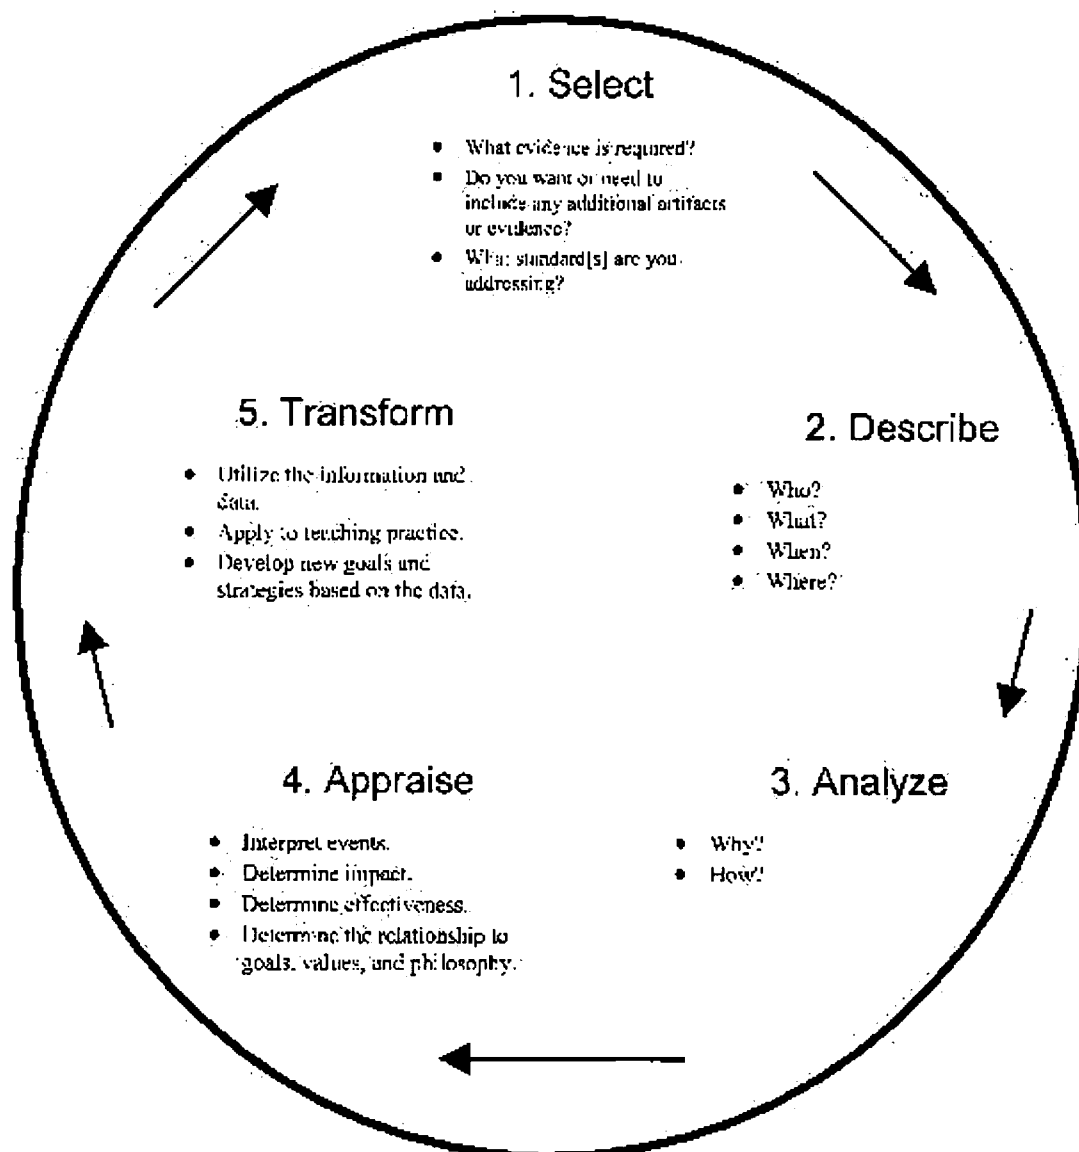 1. Select
• What evidence is required?
• Do you want or need to
include any additional artifacts
or evidence?
• What standard[s] are you
addressing?
2. Describe
• Who?
• What?
• When?
• Where?
3. Analyze
• Why?
• How?
4. Appraise
• Interpret events.
• Determine impact.
• Determine effectiveness.
• Determine the relationship to
goals, values, and philosophy.
5. Transform
• Utilize the information and
data.
• Apply to teaching practice.
• Develop new goals and
strategies based on the data.